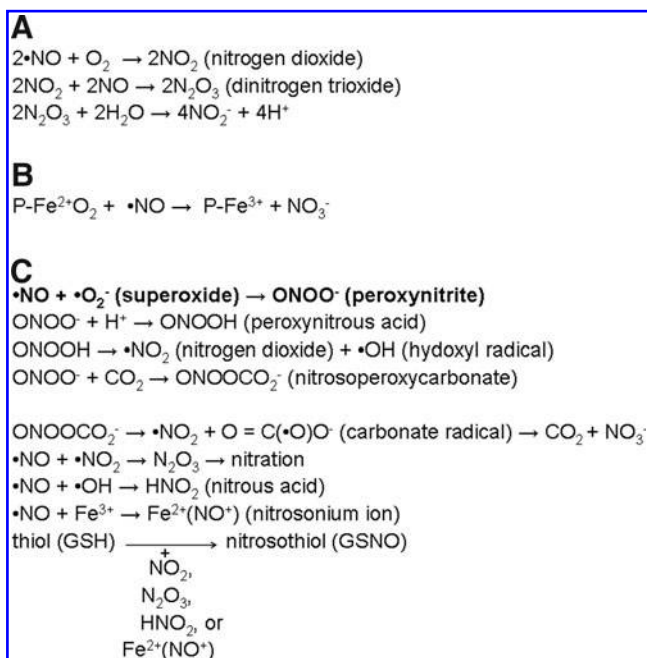 A
2•NO + O₂ → 2NO₂ (nitrogen dioxide)
2NO₂ + 2NO → 2N₂O₃ (dinitrogen trioxide)
2N₂O₃ + 2H₂O → 4NO₂⁻ + 4H⁺
B
P-Fe²⁺O₂ + •NO → P-Fe³⁺ + NO₃⁻
C
•NO + •O₂⁻ (superoxide) → ONOO⁻ (peroxynitrite)
ONOO⁻ + H⁺ → ONOOH (peroxynitrous acid)
ONOOH → •NO₂ (nitrogen dioxide) + •OH (hydoxyl radical)
ONOO⁻ + CO₂ → ONOOCO₂⁻ (nitrosoperoxycarbonate)
ONOOCO₂⁻ → •NO₂ + O = C(•O)O⁻ (carbonate radical) → CO₂ + NO₃⁻
•NO + •NO₂ → N₂O₃ → nitration
•NO + •OH → HNO₂ (nitrous acid)
•NO + Fe³⁺ → Fe²⁺(NO⁺) (nitrosonium ion)
thiol (GSH) → nitrosothiol (GSNO)
+
NO₂,
N₂O₃,
HNO₂, or
Fe²⁺(NO⁺)